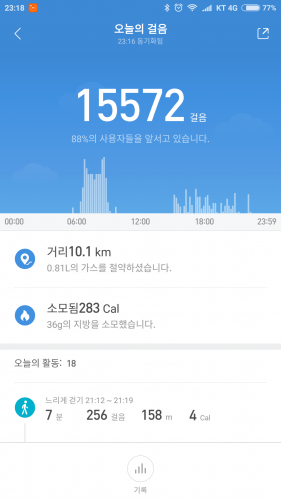 23:18
KT 4G 77%
오늘의 걸음
23:16 동기화됨
15572 걸음
88%의 사용자들을 앞서고 있습니다.
00:00 06:00 12:00 18:00 23:59
거리10.1 km
0.81L의 가스를 절약하셨습니다.
소모됨283 Cal
36g의 지방을 소모했습니다.
오늘의 활동: 18
느리게 걷기 21:12 ~ 21:19
7 분 256 걸음 158 m 4 Cal
기록